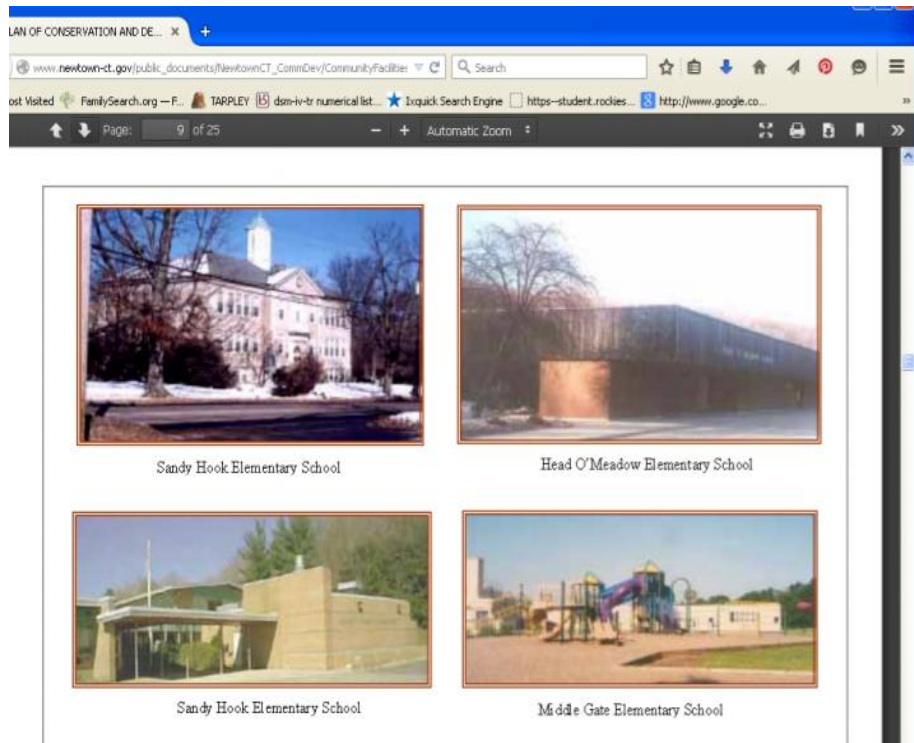 LAN OF CONSERVATION AND DE... × +
www.newtown-ct.gov/public_documents/NewtownCT_CommDev/CommunityFacilities Search
ost Visited FamilySearch.org — F... TARPLEY dsm-iv-tr numerical list... Ixquick Search Engine https--student.rockies... http://www.google.co... »
Page: 9 of 25 − + Automatic Zoom »
Sandy Hook Elementary School
Head O'Meadow Elementary School
Sandy Hook Elementary School
Middle Gate Elementary School